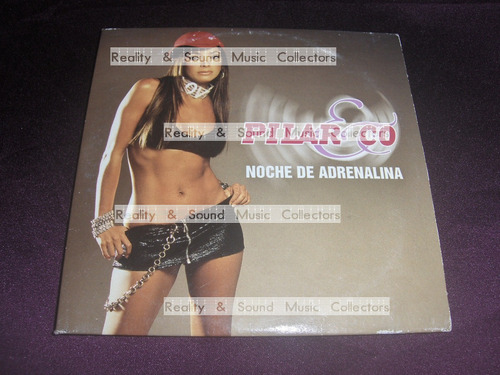 Reality & Sound Music Collectors
Reality & Sound Music Collectors
PILAR & CO
NOCHE DE ADRENALINA
Reality & Sound Music Collectors
Reality & Sound Music Collectors